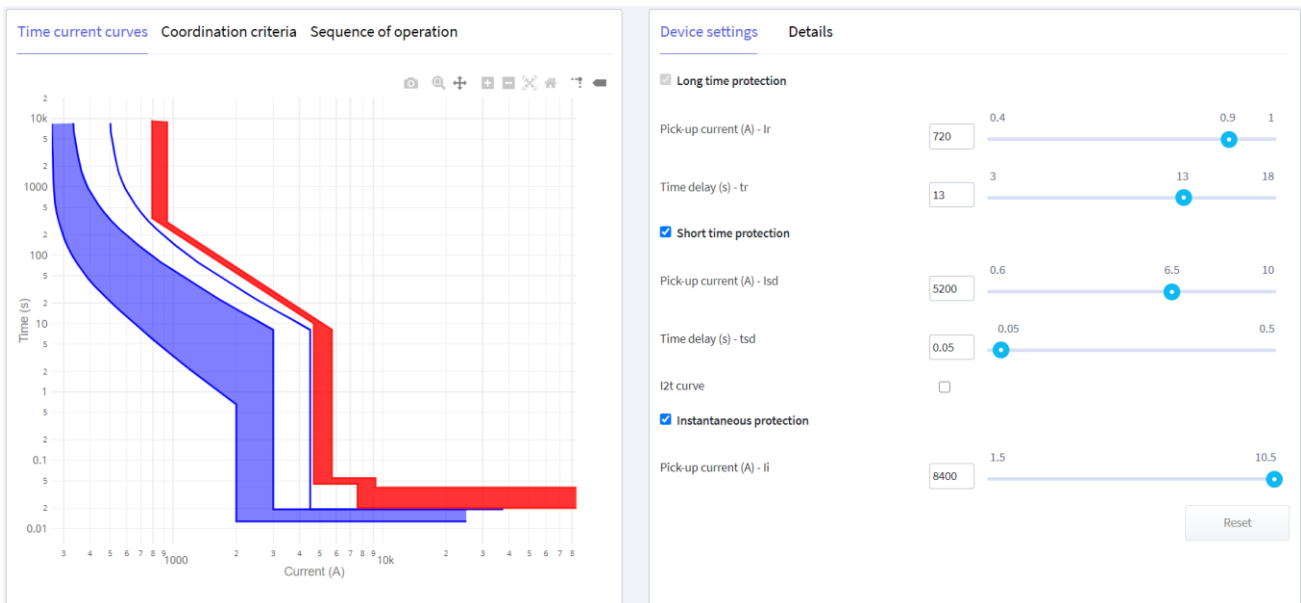 Time current curves Coordination criteria Sequence of operation
2
10k
5
2
1000
5
2
100
5
2
10
5
2
1
5
2
0.1
5
2
0.01
Time (s)
3 4 5 6 7 8 9 1000 2 3 4 5 6 7 8 9 10k 2 3 4 5 6 7 8
Current (A)
Device settings Details
Long time protection
0.4 0.9 1
Pick-up current (A) - Ir 720
3 13 18
Time delay (s) - tr 13
Short time protection
0.6 6.5 10
Pick-up current (A) - Isd 5200
0.05 0.5
Time delay (s) - tsd 0.05
I2t curve
Instantaneous protection
1.5 10.5
Pick-up current (A) - Ii 8400
Reset